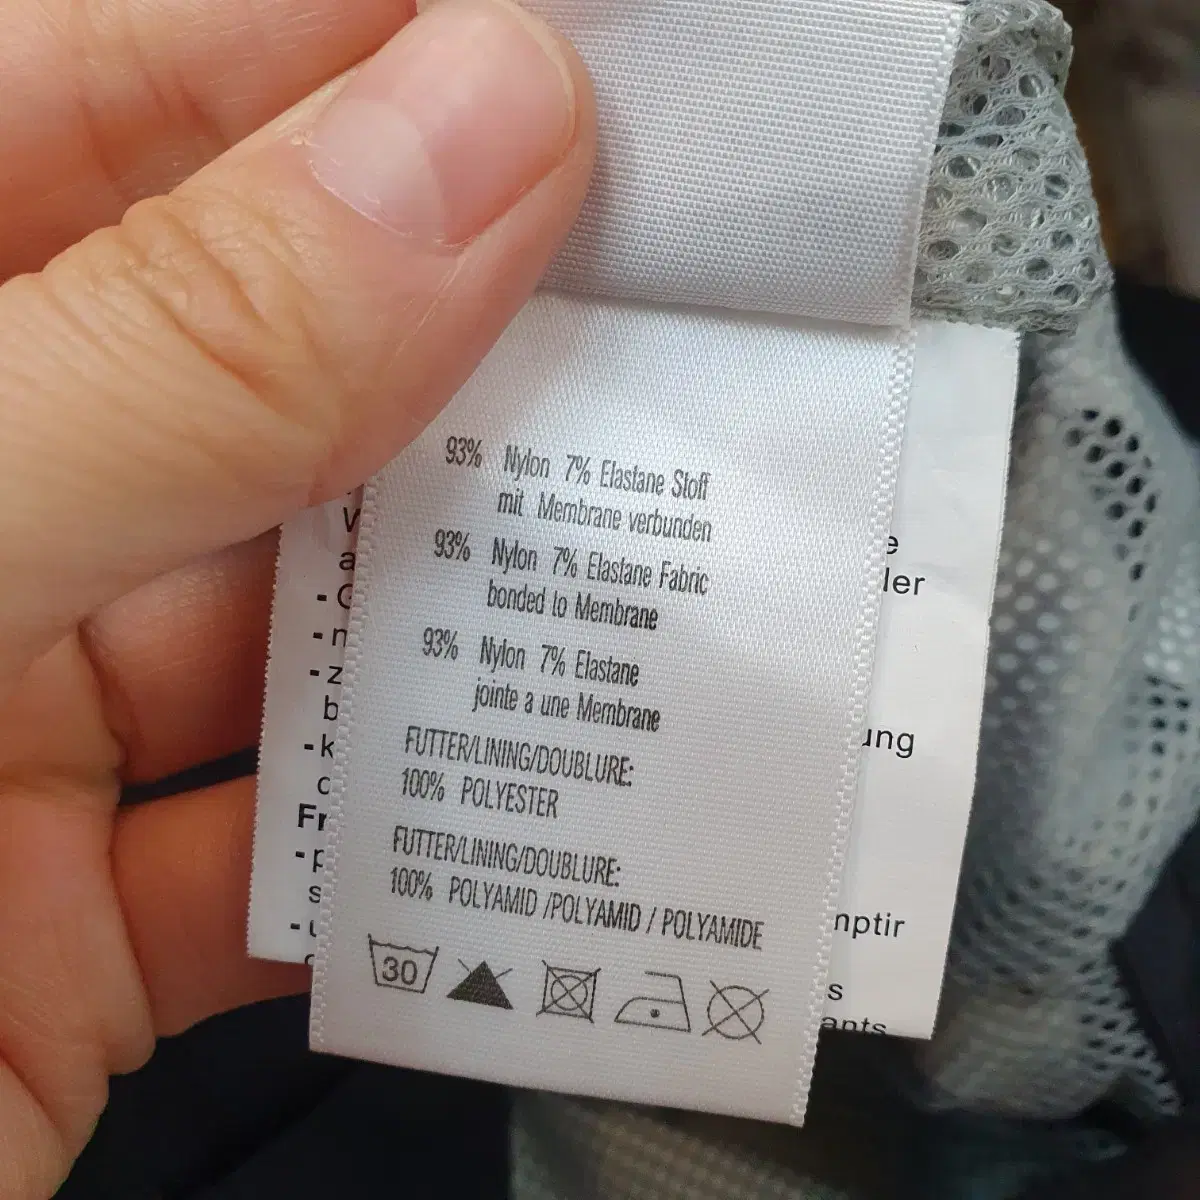 93% Nylon 7% Elastane Stoff
mit Membrane verbunden
93% Nylon 7% Elastane Fabric
bonded to Membrane
93% Nylon 7% Elastane
jointe a une Membrane
FUTTER/LINING/DOUBLURE:
100% POLYESTER
FUTTER/LINING/DOUBLURE:
100% POLYAMID /POLYAMID / POLYAMIDE
30